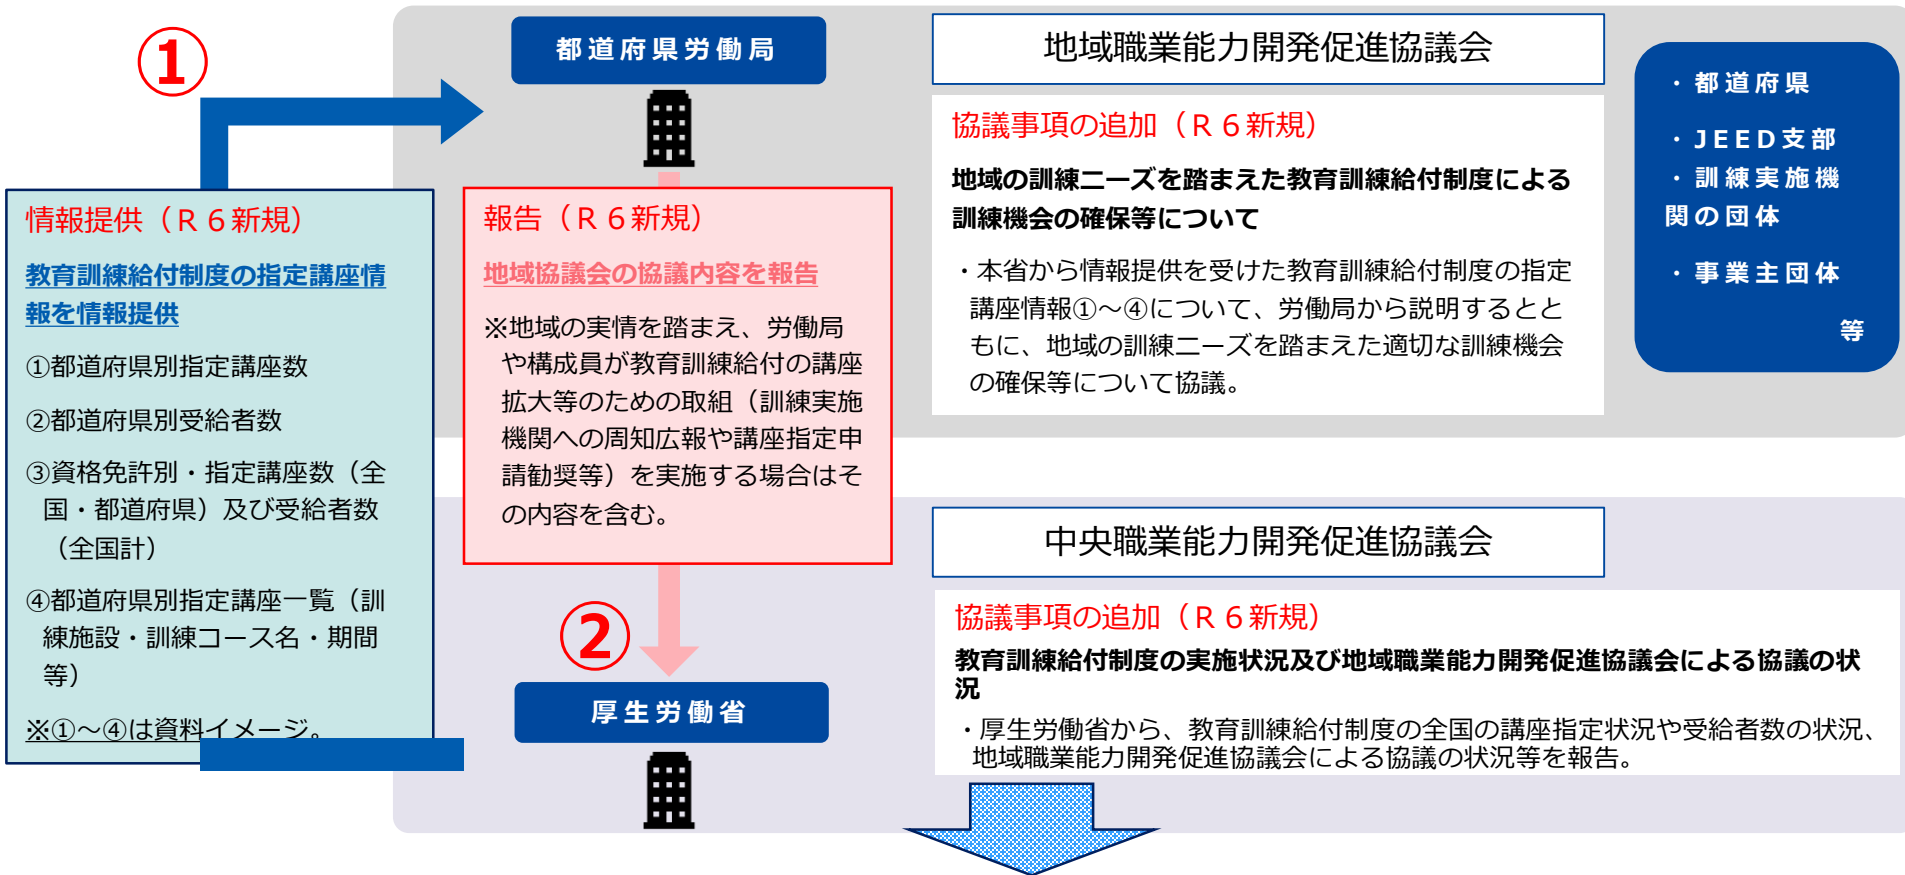 ①
都道府県労働局
地域職業能力開発促進協議会
・都道府県
・JEED支部
・訓練実施機
関の団体
・事業主団体
等
情報提供（Ｒ６新規）
教育訓練給付制度の指定講座情
報を情報提供
①都道府県別指定講座数
②都道府県別受給者数
③資格免許別・指定講座数（全
国・都道府県）及び受給者数
（全国計）
④都道府県別指定講座一覧（訓
練施設・訓練コース名・期間
等）
※①～④は資料イメージ。
報告（Ｒ６新規）
地域協議会の協議内容を報告
※地域の実情を踏まえ、労働局
や構成員が教育訓練給付の講座
拡大等のための取組（訓練実施
機関への周知広報や講座指定申
請勧奨等）を実施する場合はそ
の内容を含む。
協議事項の追加（Ｒ６新規）
地域の訓練ニーズを踏まえた教育訓練給付制度による
訓練機会の確保等について
・本省から情報提供を受けた教育訓練給付制度の指定
講座情報①～④について、労働局から説明するとと
もに、地域の訓練ニーズを踏まえた適切な訓練機会
の確保等について協議。
②
厚生労働省
中央職業能力開発促進協議会
協議事項の追加（Ｒ６新規）
教育訓練給付制度の実施状況及び地域職業能力開発促進協議会による協議の状
況
・厚生労働省から、教育訓練給付制度の全国の講座指定状況や受給者数の状況、
地域職業能力開発促進協議会による協議の状況等を報告。